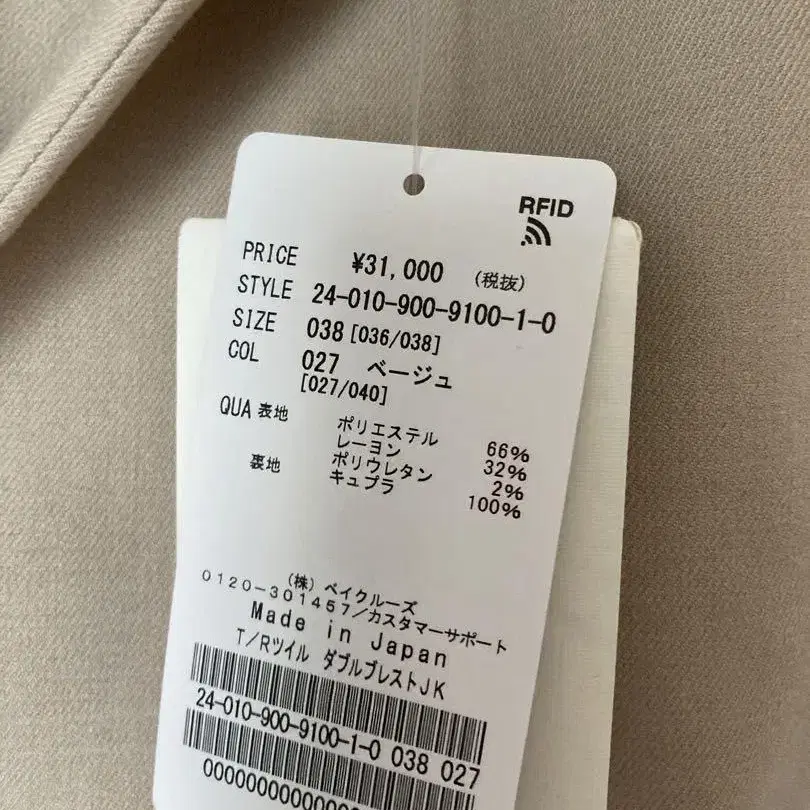 RFID
PRICE ¥31,000 (税抜)
STYLE 24-010-900-9100-1-0
SIZE 038 [036/038]
COL 027 ベージュ
[027/040]
QUA 表地 ポリエステル 66%
レーヨン 32%
ポリウレタン 2%
裏地 キュプラ 100%
(株) ベイクルーズ
0120-301457/カスタマーサポート
Made in Japan
T/Rツイル ダブルブレストJK
24-010-900-9100-1-0 038 027